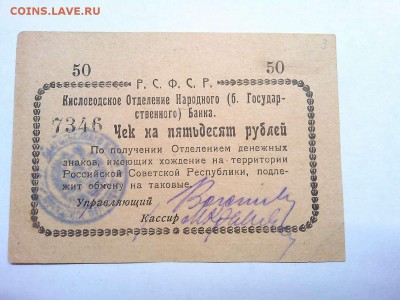 COINS.LAVE.RU
50 50
Р. С. Ф. С. Р.
Кисловодское Отделение Народного (б. Государ-
ственного) Банка.
7346 Чек на пятьдесят рублей
По получении Отделением денежных
знаков, имеющих хождение на территории
Российской Советской Республики, подле-
жит обмену на таковые.
Управляющий
Кассир